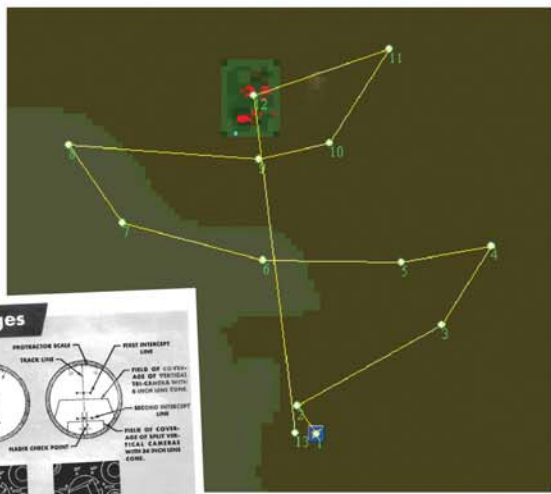 11
12
10
9
8
7
6
5
4
3
2
13
1
ges
PROTRACTOR SCALE
FIRST INTERCEPT
LINE
TRACK LINE
FIELD OF COVER-
AGE OF VERTICAL
TRI-CAMERA WITH
6-INCH LENS CONE.
SECOND INTERCEPT
LINE
NADIR CHECK POINT
FIELD OF COVER-
AGE OF SPLIT VER-
TICAL CAMERAS
WITH 36 INCH LENS
CONE.